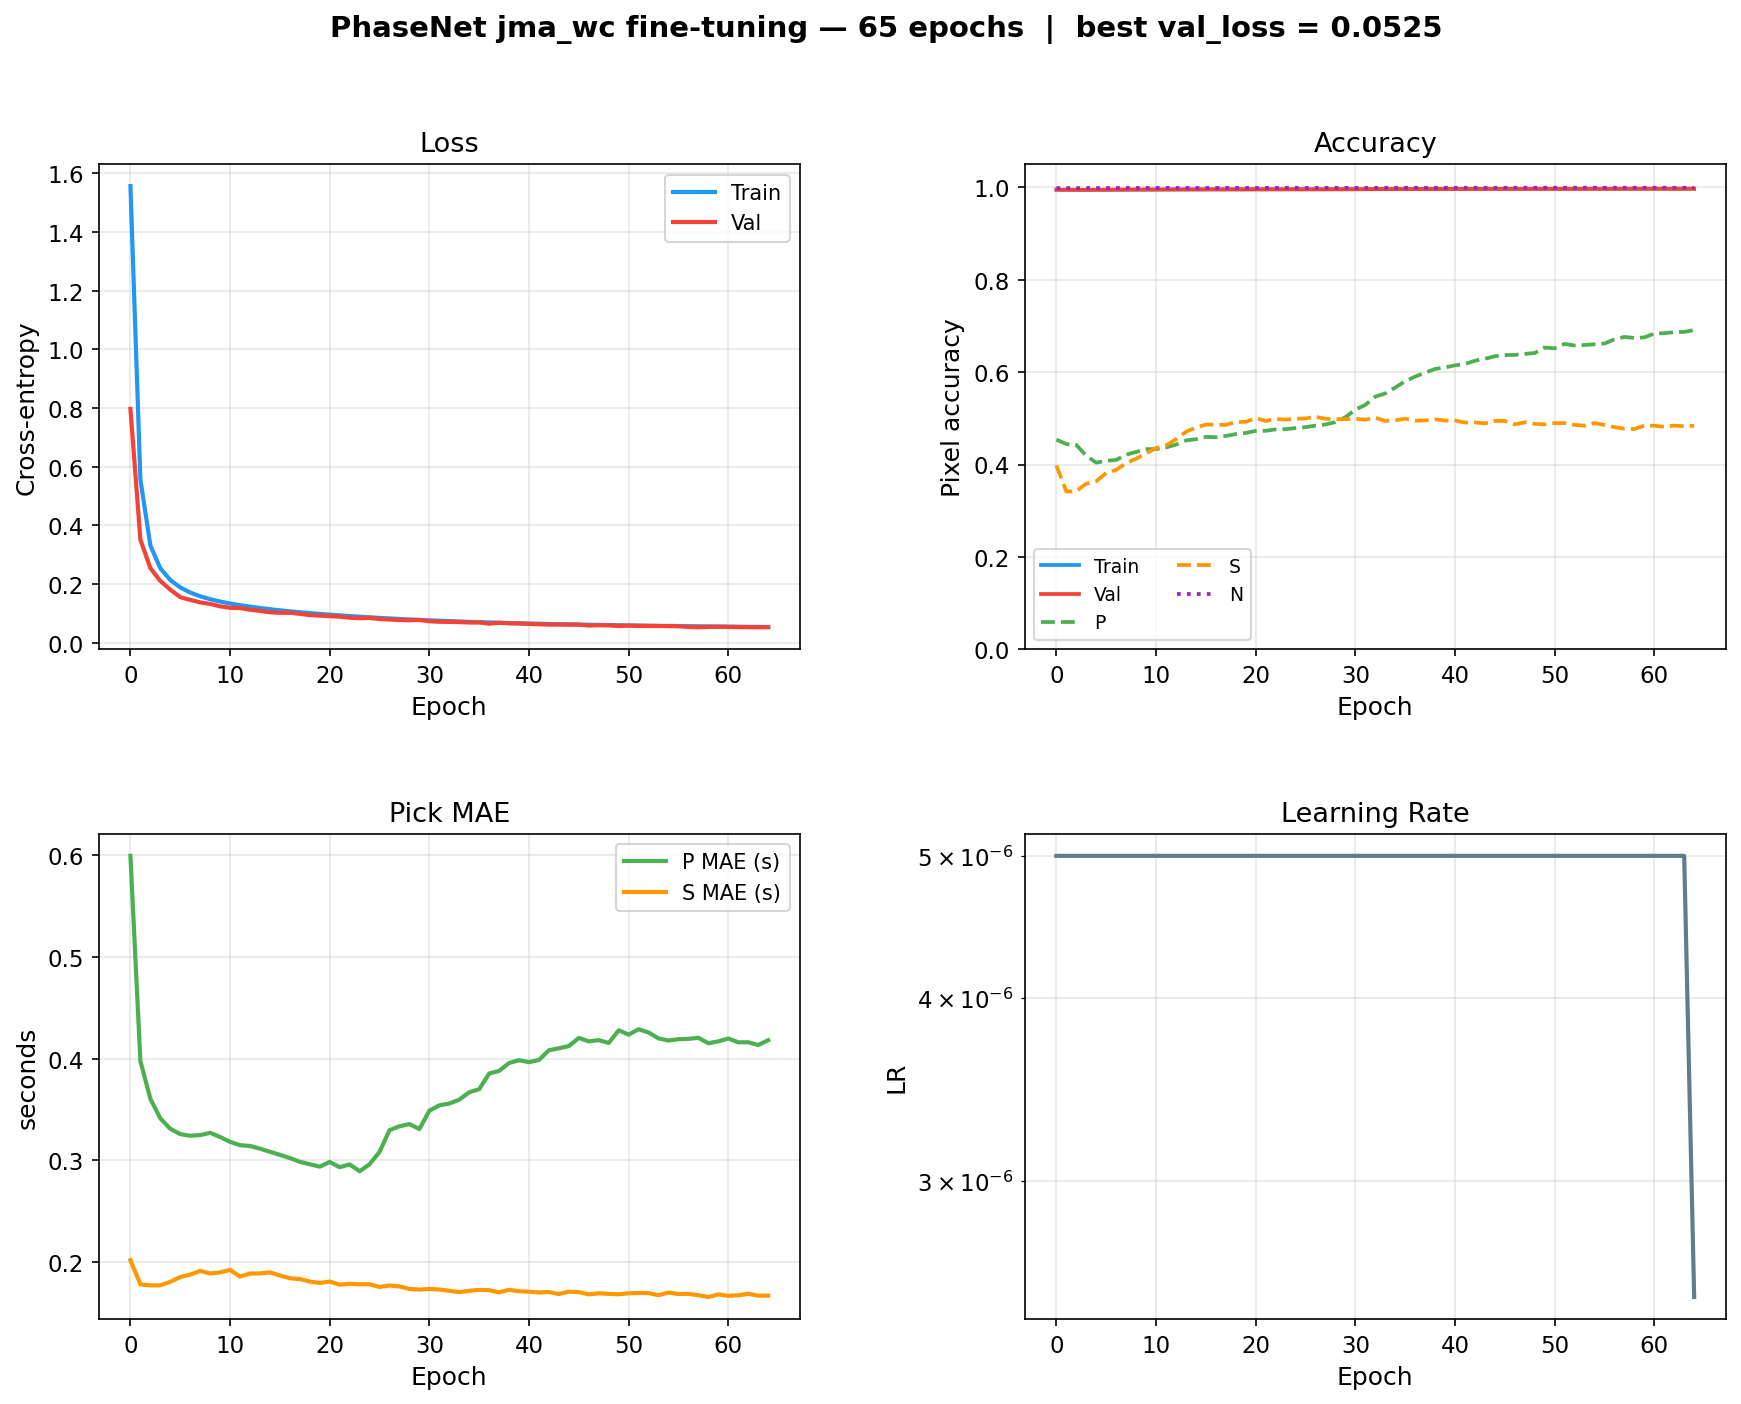 PhaseNet jma_wc fine-tuning — 65 epochs | best val_loss = 0.0525
Loss
1.6
1.4
1.2
1.0
0.8
0.6
0.4
0.2
0.0
Cross-entropy
Train
Val
0 10 20 30 40 50 60
Epoch
Accuracy
1.0
0.8
0.6
0.4
0.2
0.0
Pixel accuracy
Train
Val
P
S
N
0 10 20 30 40 50 60
Epoch
Pick MAE
0.6
0.5
0.4
0.3
0.2
seconds
P MAE (s)
S MAE (s)
0 10 20 30 40 50 60
Epoch
Learning Rate
5 × 10⁻⁶
4 × 10⁻⁶
3 × 10⁻⁶
LR
0 10 20 30 40 50 60
Epoch